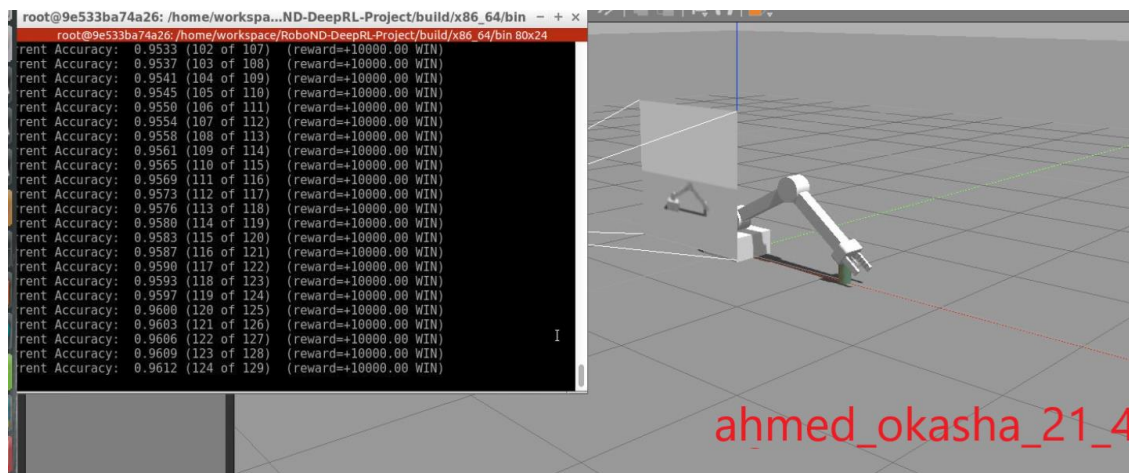 root@9e533ba74a26: /home/workspa...ND-DeepRL-Project/build/x86_64/bin
root@9e533ba74a26: /home/workspace/RoboND-DeepRL-Project/build/x86_64/bin 80x24
rent Accuracy: 0.9533 (102 of 107) (reward=+10000.00 WIN)
rent Accuracy: 0.9537 (103 of 108) (reward=+10000.00 WIN)
rent Accuracy: 0.9541 (104 of 109) (reward=+10000.00 WIN)
rent Accuracy: 0.9545 (105 of 110) (reward=+10000.00 WIN)
rent Accuracy: 0.9550 (106 of 111) (reward=+10000.00 WIN)
rent Accuracy: 0.9554 (107 of 112) (reward=+10000.00 WIN)
rent Accuracy: 0.9558 (108 of 113) (reward=+10000.00 WIN)
rent Accuracy: 0.9561 (109 of 114) (reward=+10000.00 WIN)
rent Accuracy: 0.9565 (110 of 115) (reward=+10000.00 WIN)
rent Accuracy: 0.9569 (111 of 116) (reward=+10000.00 WIN)
rent Accuracy: 0.9573 (112 of 117) (reward=+10000.00 WIN)
rent Accuracy: 0.9576 (113 of 118) (reward=+10000.00 WIN)
rent Accuracy: 0.9580 (114 of 119) (reward=+10000.00 WIN)
rent Accuracy: 0.9583 (115 of 120) (reward=+10000.00 WIN)
rent Accuracy: 0.9587 (116 of 121) (reward=+10000.00 WIN)
rent Accuracy: 0.9590 (117 of 122) (reward=+10000.00 WIN)
rent Accuracy: 0.9593 (118 of 123) (reward=+10000.00 WIN)
rent Accuracy: 0.9597 (119 of 124) (reward=+10000.00 WIN)
rent Accuracy: 0.9600 (120 of 125) (reward=+10000.00 WIN)
rent Accuracy: 0.9603 (121 of 126) (reward=+10000.00 WIN)
rent Accuracy: 0.9606 (122 of 127) (reward=+10000.00 WIN)
rent Accuracy: 0.9609 (123 of 128) (reward=+10000.00 WIN)
rent Accuracy: 0.9612 (124 of 129) (reward=+10000.00 WIN)
ahmed_okasha_21_4